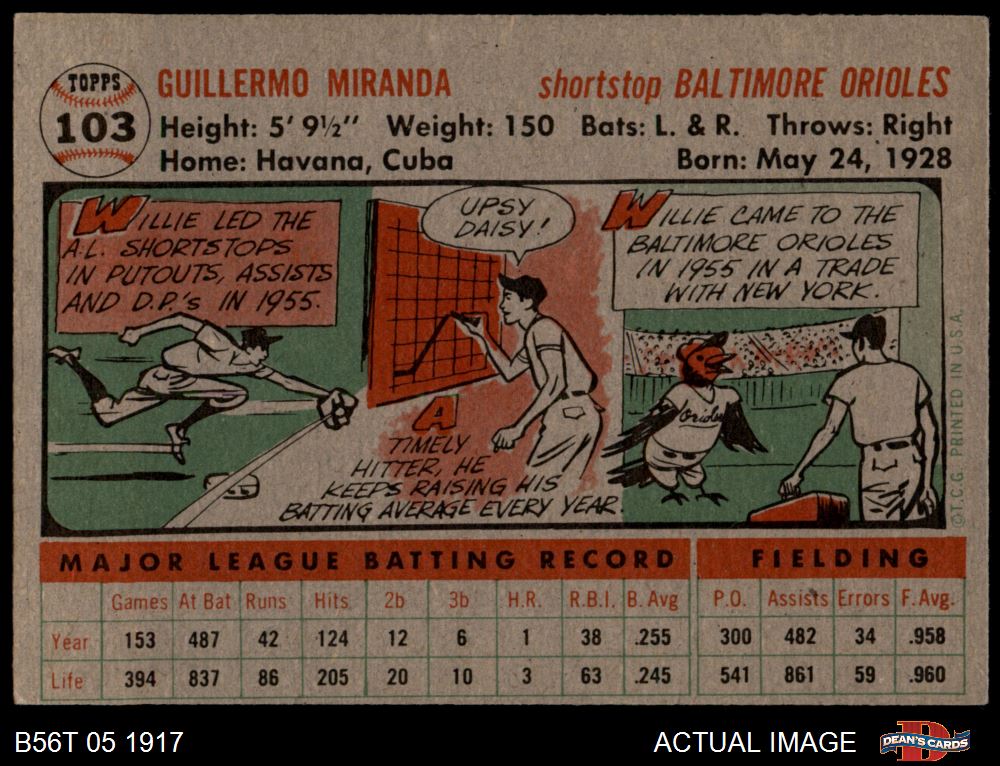 TOPPS
103
GUILLERMO MIRANDA shortstop BALTIMORE ORIOLES
Height: 5' 9½" Weight: 150 Bats: L. & R. Throws: Right
Home: Havana, Cuba Born: May 24, 1928
WILLIE LED THE
A.L. SHORTSTOPS
IN PUTOUTS, ASSISTS
AND D.P.'s IN 1955.
UPSY
DAISY!
A
TIMELY
HITTER, HE
KEEPS RAISING HIS
BATTING AVERAGE EVERY YEAR.
WILLIE CAME TO THE
BALTIMORE ORIOLES
IN 1955 IN A TRADE
WITH NEW YORK.
Orioles
©T.C.G. PRINTED IN U.S.A.
MAJOR LEAGUE BATTING RECORD FIELDING
Games At Bat Runs Hits 2b 3b H.R. R.B.I. B. Avg P.O. Assists Errors F. Avg.
Year 153 487 42 124 12 6 1 38 .255 300 482 34 .958
Life 394 837 86 205 20 10 3 63 .245 541 861 59 .960
B56T 05 1917 ACTUAL IMAGE DEAN'S CARDS